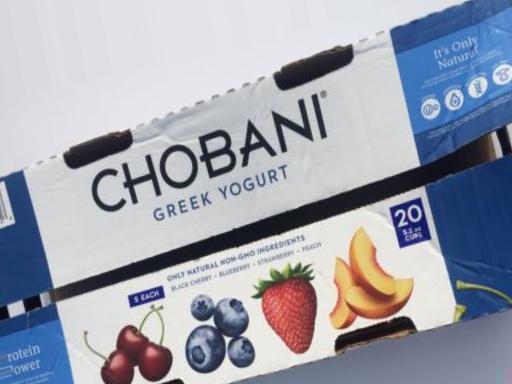 It's Only
Natural
CHOBANI®
GREEK YOGURT
20
5.3 oz
CUPS
ONLY NATURAL NON-GMO INGREDIENTS
BLACK CHERRY • BLUEBERRY • STRAWBERRY • PEACH
5 EACH
rotein
ower